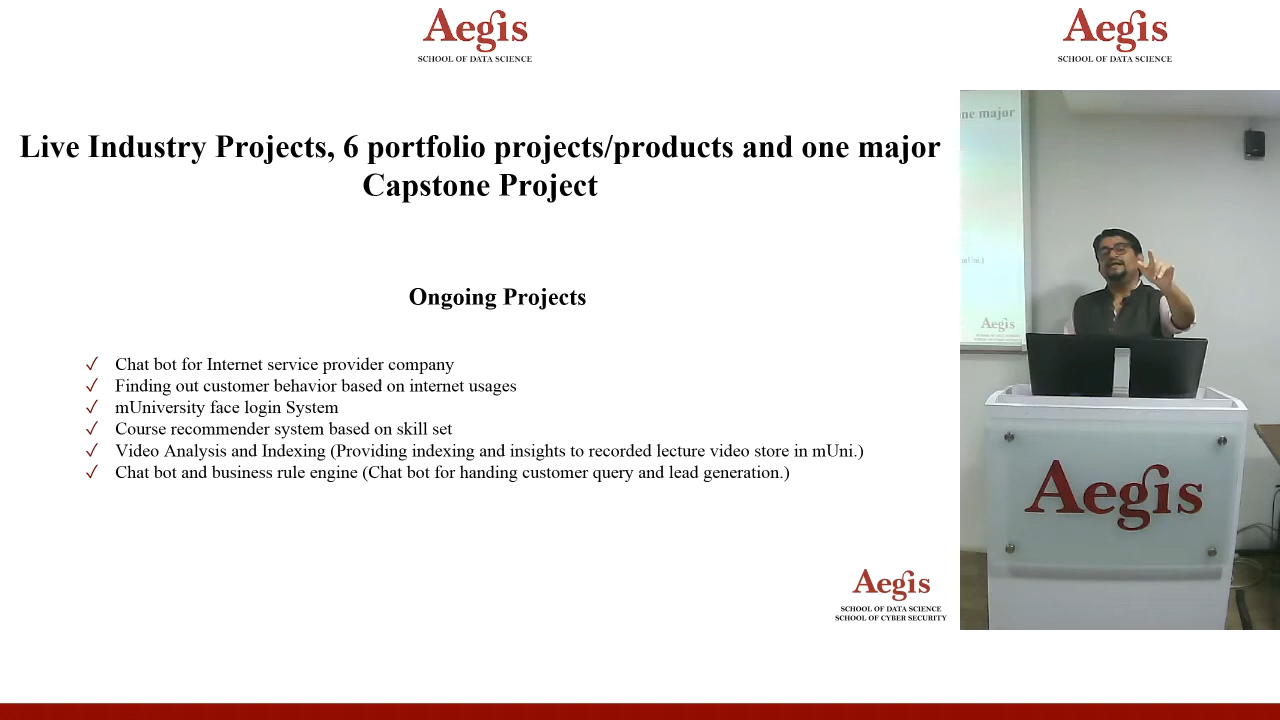 Aegis
SCHOOL OF DATA SCIENCE
Aegis
SCHOOL OF DATA SCIENCE
Live Industry Projects, 6 portfolio projects/products and one major
Capstone Project
Ongoing Projects
✓ Chat bot for Internet service provider company
✓ Finding out customer behavior based on internet usages
✓ mUniversity face login System
✓ Course recommender system based on skill set
✓ Video Analysis and Indexing (Providing indexing and insights to recorded lecture video store in mUni.)
✓ Chat bot and business rule engine (Chat bot for handing customer query and lead generation.)
Aegis
SCHOOL OF DATA SCIENCE
SCHOOL OF CYBER SECURITY
ne major
mUni.)
Aegis
Aegis